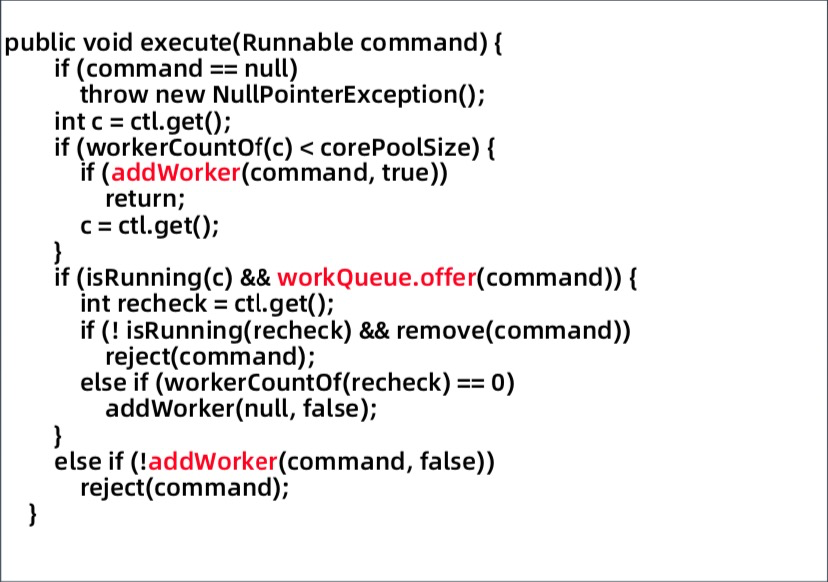 public void execute(Runnable command) {
if (command == null)
throw new NullPointerException();
int c = ctl.get();
if (workerCountOf(c) < corePoolSize) {
if (addWorker(command, true))
return;
c = ctl.get();
}
if (isRunning(c) && workQueue.offer(command)) {
int recheck = ctl.get();
if (! isRunning(recheck) && remove(command))
reject(command);
else if (workerCountOf(recheck) == 0)
addWorker(null, false);
}
else if (!addWorker(command, false))
reject(command);
}